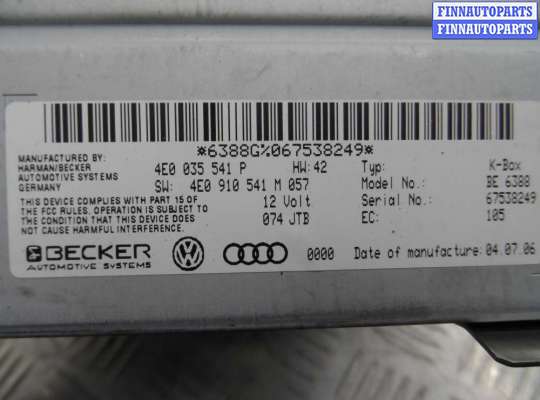 FINNAUTOPARTS
FINNAUTOPARTS
*6388G%067538249*
MANUFACTURED BY:
HARMAN/BECKER
AUTOMOTIVE SYSTEMS
GERMANY
4E0 035 541 P HW:42 Typ: K-Box
SW: 4E0 910 541 M 057 Model No.: BE 6388
THIS DEVICE COMPLIES WITH PART 15 OF
THE FCC RULES. OPERATION IS SUBJECT TO
THE CONDITION THAT THIS DEVICE DOES
NOT CAUSE HARMFUL INTERFERENCE.
12 Volt Serial No.: 67538249
074 JTB EC: 105
BECKER
AUTOMOTIVE SYSTEMS
0000 Date of manufacture: 04.07.06